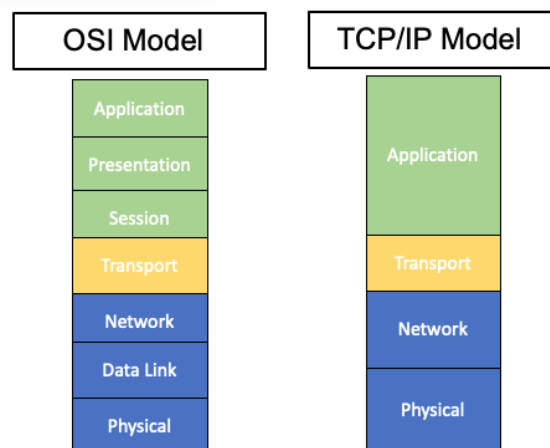 OSI Model
Application
Presentation
Session
Transport
Network
Data Link
Physical
TCP/IP Model
Application
Transport
Network
Physical